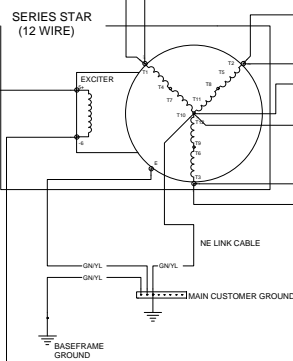 SERIES STAR
(12 WIRE)
EXCITER
T1
T2
T4
T5
T7
T8
T10
T11
T12
T9
T6
T3
E
NE LINK CABLE
GN/YL
GN/YL
GN/YL
MAIN CUSTOMER GROUND
BASEFRAME
GROUND